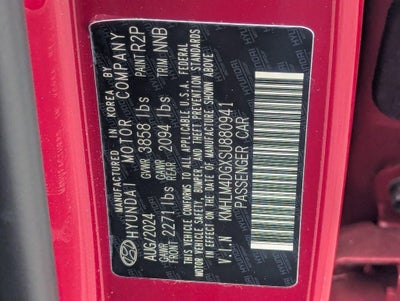 HYUNDAI MOTOR COMPANY
MANUFACTURED IN KOREA
AUG/2024 GVWR 3858 lbs PAINT R2P
GAWR FRONT 2271 lbs GAWR REAR 2094 lbs TRIM NNB
THIS VEHICLE CONFORMS TO ALL APPLICABLE U.S.A. FEDERAL
MOTOR VEHICLE SAFETY BUMPER, AND THEFT PREVENTION STANDARDS
IN EFFECT ON THE DATE OF MANUFACTURE SHOWN ABOVE.
V.I.N KMHLM4DGXSU880941
PASSENGER CAR